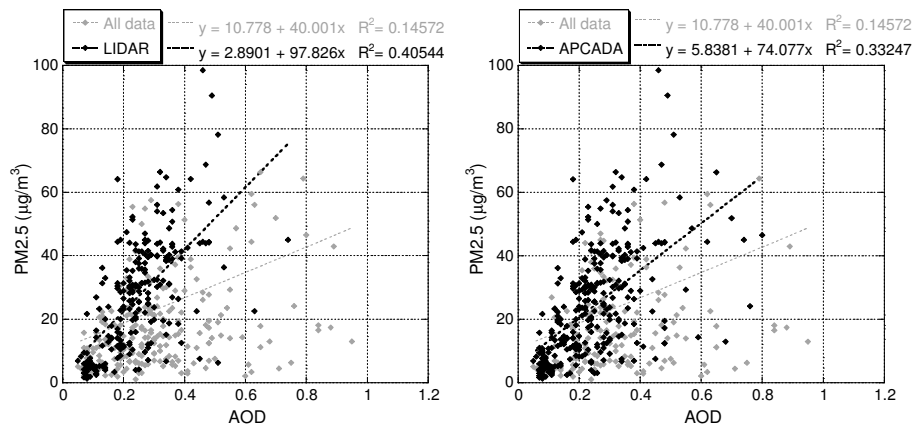 All data y = 10.778 + 40.001x R²= 0.14572
LIDAR y = 2.8901 + 97.826x R²= 0.40544
100
80
60
40
20
0
PM2.5 (µg/m³)
0 0.2 0.4 0.6 0.8 1 1.2
AOD
All data y = 10.778 + 40.001x R²= 0.14572
APCADA y = 5.8381 + 74.077x R²= 0.33247
100
80
60
40
20
0
PM2.5 (µg/m³)
0 0.2 0.4 0.6 0.8 1 1.2
AOD